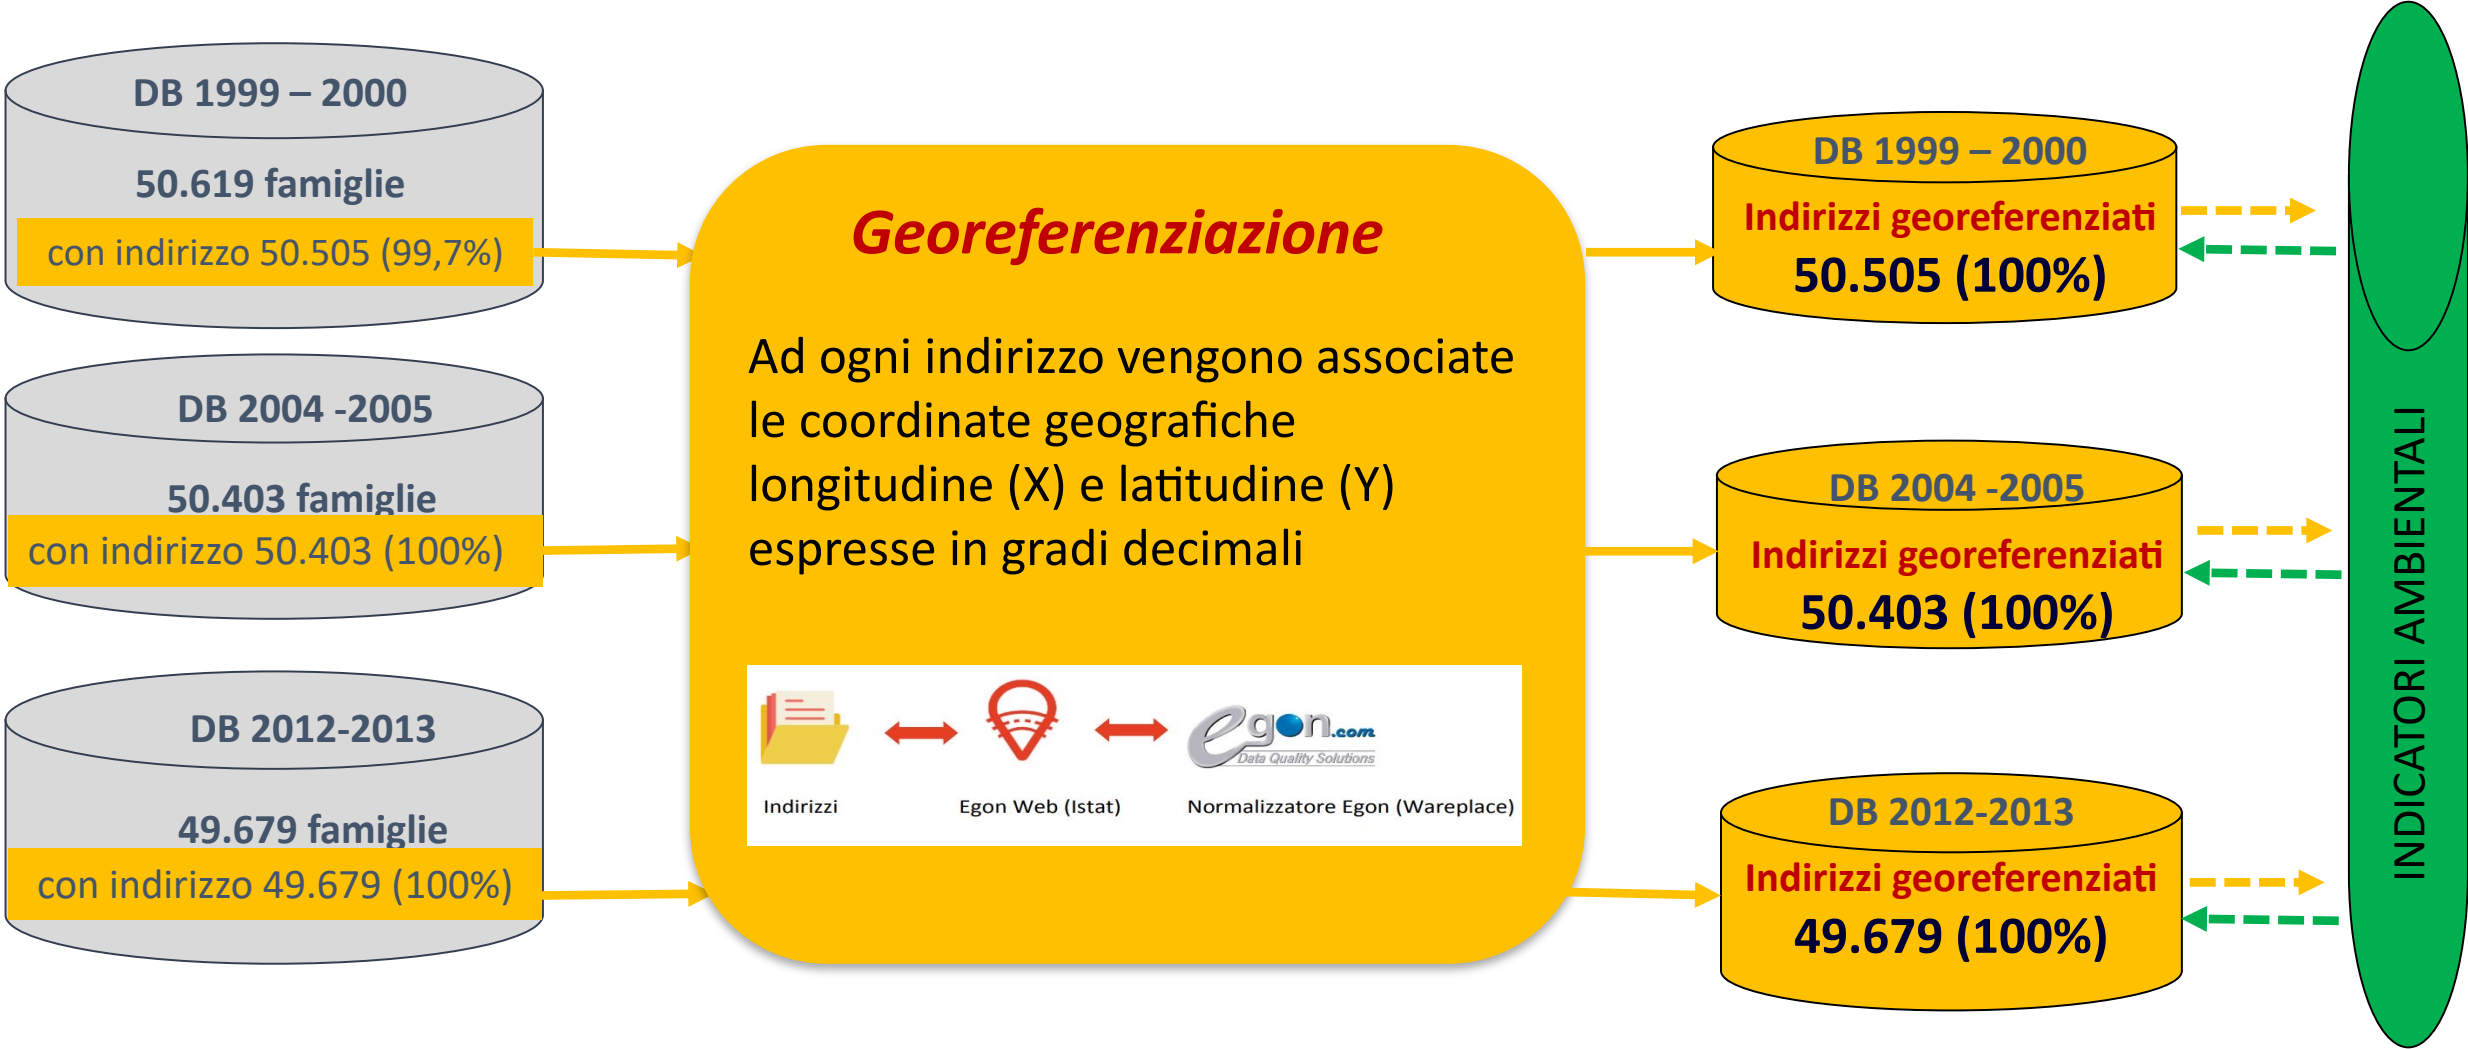 DB 1999 – 2000
50.619 famiglie
con indirizzo 50.505 (99,7%)
DB 2004 -2005
50.403 famiglie
con indirizzo 50.403 (100%)
DB 2012-2013
49.679 famiglie
con indirizzo 49.679 (100%)
Georeferenziazione
Ad ogni indirizzo vengono associate
le coordinate geografiche
longitudine (X) e latitudine (Y)
espresse in gradi decimali
egon.com
Data Quality Solutions
Indirizzi
Egon Web (Istat)
Normalizzatore Egon (Wareplace)
DB 1999 – 2000
Indirizzi georeferenziati
50.505 (100%)
DB 2004 -2005
Indirizzi georeferenziati
50.403 (100%)
DB 2012-2013
Indirizzi georeferenziati
49.679 (100%)
INDICATORI AMBIENTALI